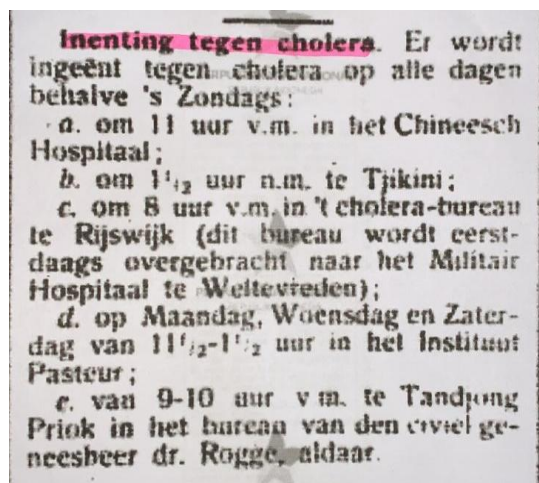 Inenting tegen cholera. Er wordt
ingeënt tegen cholera op alle dagen
behalve 's Zondags:
a. om 11 uur v.m. in het Chineesch
Hospitaal;
b. om 1½ uur n.m. te Tjikini;
c. om 8 uur v.m. in 't cholera-bureau
te Rijswijk (dit bureau wordt eerst-
daags overgebracht naar het Militair
Hospitaal te Weltevreden);
d. op Maandag, Woensdag en Zater-
dag van 11½-1½ uur in het Instituut
Pasteur;
e. van 9-10 uur v m. te Tandjong
Priok in het bureau van den civiel ge-
neesheer dr. Rogge, aldaar.